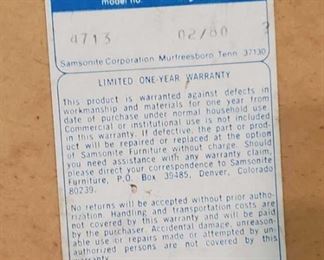 model no.
4713 02/80
Samsonite Corporation Murfreesboro Tenn. 37130
LIMITED ONE-YEAR WARRANTY
This product is warranted against defects in
workmanship and materials for one year from
date of purchase under normal household use.
Commercial or institutional use is not included
in this warranty. If defective, the part or prod-
uct will be repaired or replaced at the option
of Samsonite Furniture without charge. Should
you need assistance with any warranty claim,
please direct your correspondence to Samsonite
Furniture, P.O. Box 39485, Denver, Colorado
80239.
No returns will be accepted without prior autho-
rization. Handling and transportation costs are
not covered by this warranty and will be paid
by the purchaser. Accidental damage, unreason-
able use or repairs made or attempted by un-
authorized persons are not covered by this
warranty.